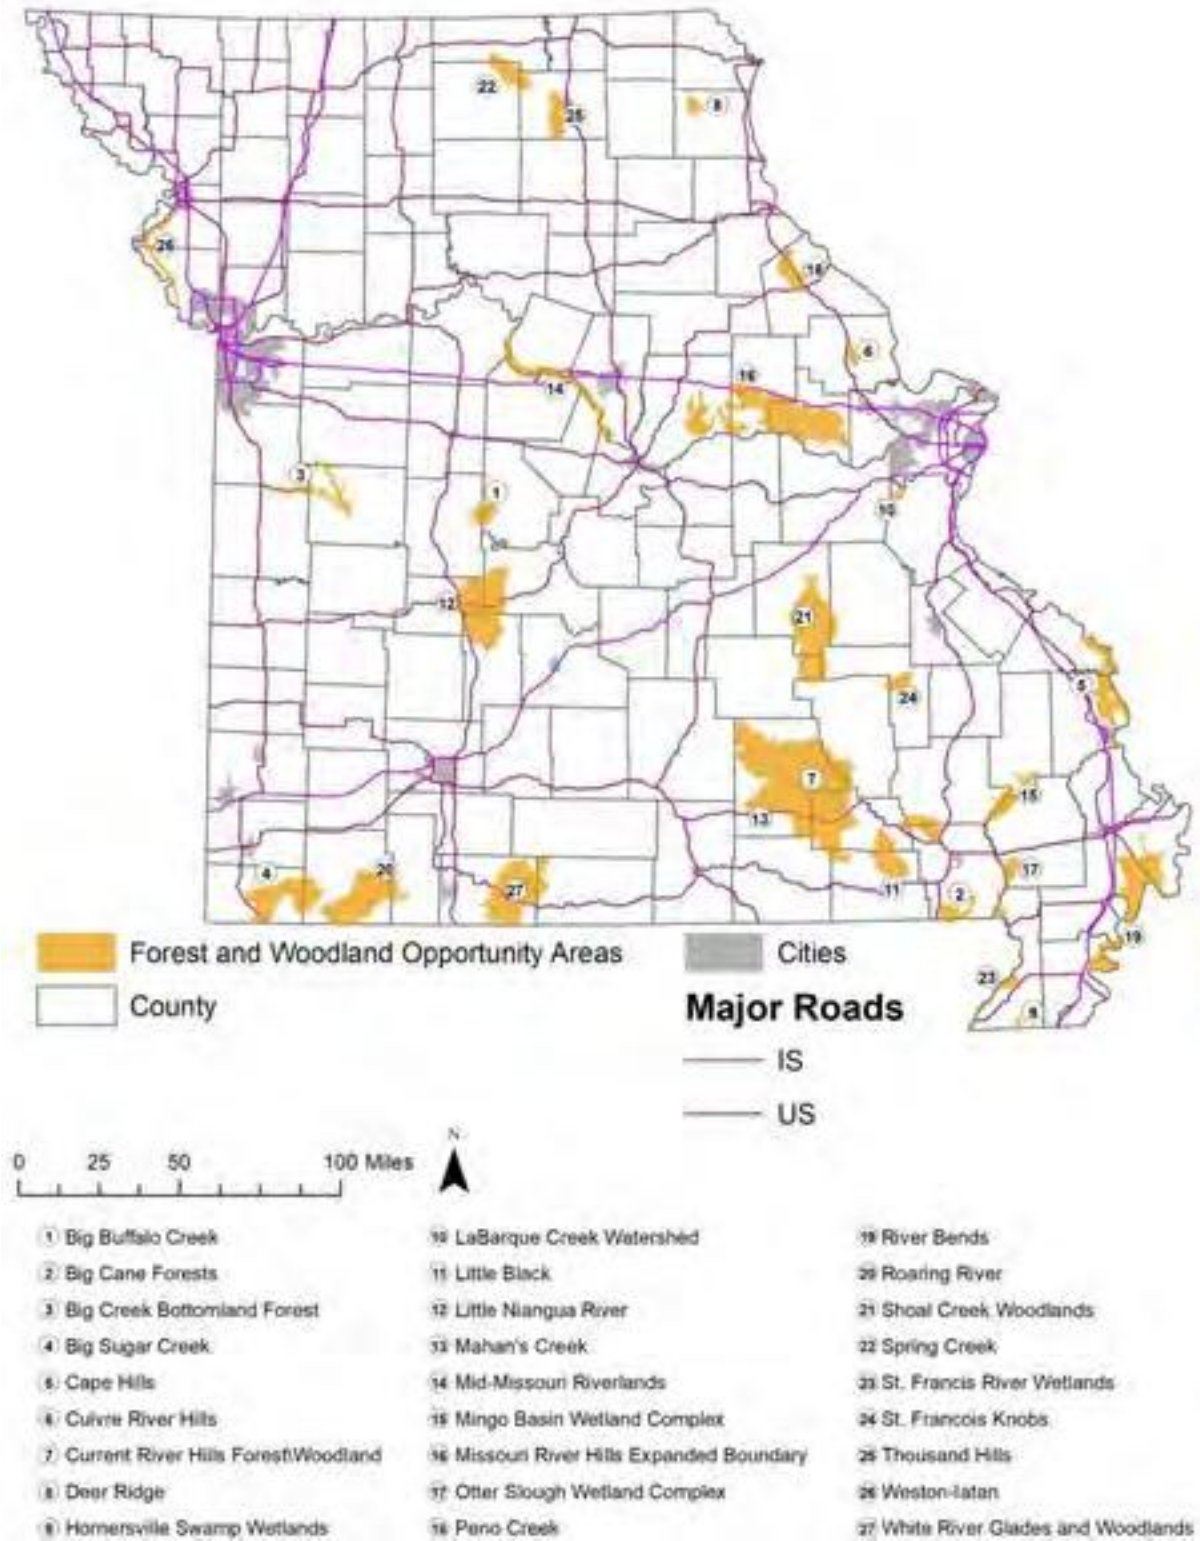 22
25
8
26
18
6
16
14
3
1
10
12
21
5
24
7
15
13
4
20
27
11
2
17
19
23
9
Forest and Woodland Opportunity Areas
Cities
County
Major Roads
IS
US
N
0 25 50 100 Miles
1 Big Buffalo Creek
2 Big Cane Forests
3 Big Creek Bottomland Forest
4 Big Sugar Creek
5 Cape Hills
6 Cuivre River Hills
7 Current River Hills Forest\Woodland
8 Deer Ridge
9 Hornersville Swamp Wetlands
10 LaBarque Creek Watershed
11 Little Black
12 Little Niangua River
13 Mahan's Creek
14 Mid-Missouri Riverlands
15 Mingo Basin Wetland Complex
16 Missouri River Hills Expanded Boundary
17 Otter Slough Wetland Complex
18 Peno Creek
19 River Bends
20 Roaring River
21 Shoal Creek Woodlands
22 Spring Creek
23 St. Francis River Wetlands
24 St. Francois Knobs
25 Thousand Hills
26 Weston-Iatan
27 White River Glades and Woodlands